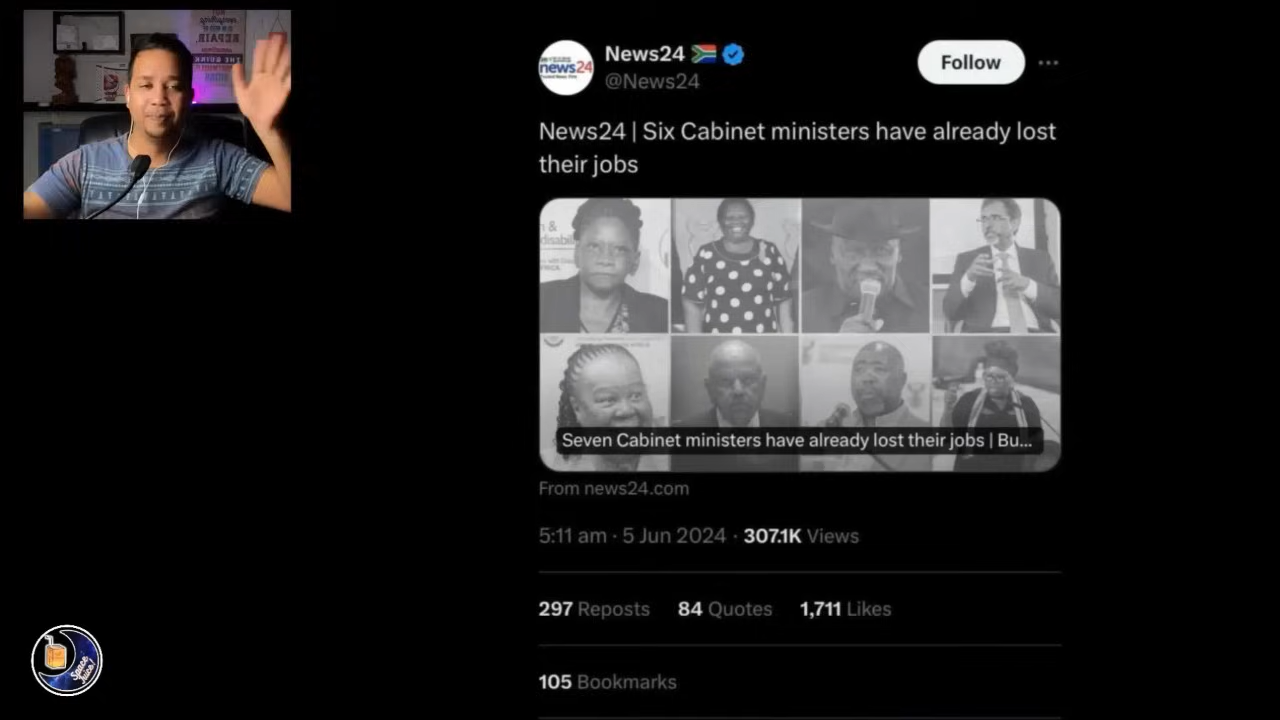 News24
@News24
Follow
news24
News24 | Six Cabinet ministers have already lost
their jobs
Seven Cabinet ministers have already lost their jobs | Bu...
From news24.com
5:11 am · 5 Jun 2024 · 307.1K Views
297 Reposts 84 Quotes 1,711 Likes
105 Bookmarks
Space